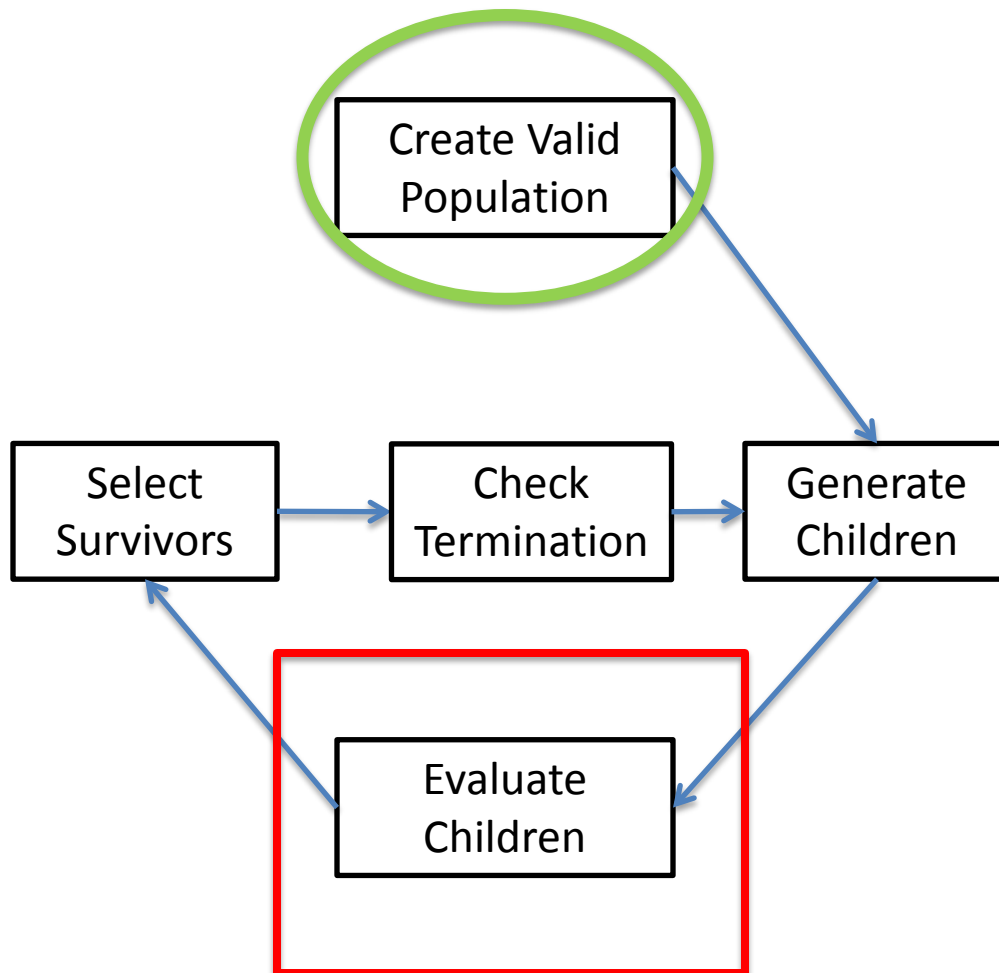 Create Valid
Population
Select
Survivors
Check
Termination
Generate
Children
Evaluate
Children